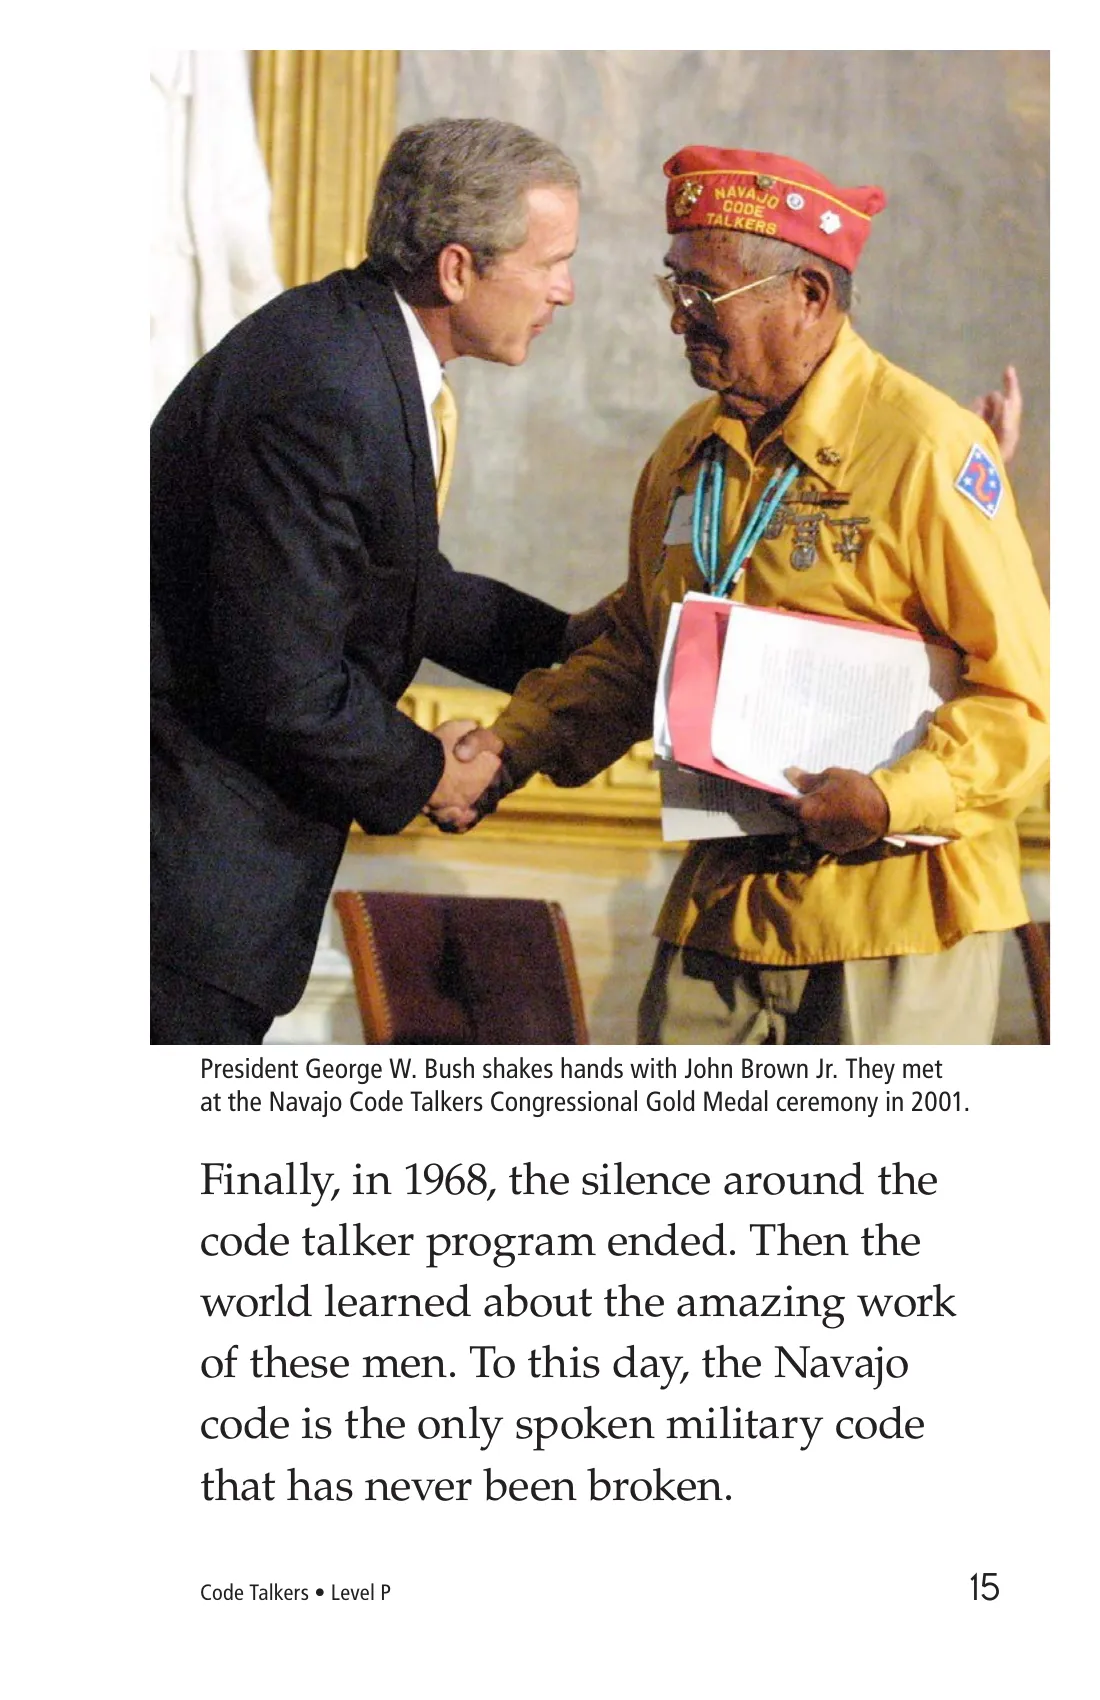 NAVAJO
CODE
TALKERS
President George W. Bush shakes hands with John Brown Jr. They met
at the Navajo Code Talkers Congressional Gold Medal ceremony in 2001.
Finally, in 1968, the silence around the
code talker program ended. Then the
world learned about the amazing work
of these men. To this day, the Navajo
code is the only spoken military code
that has never been broken.
Code Talkers • Level P
15